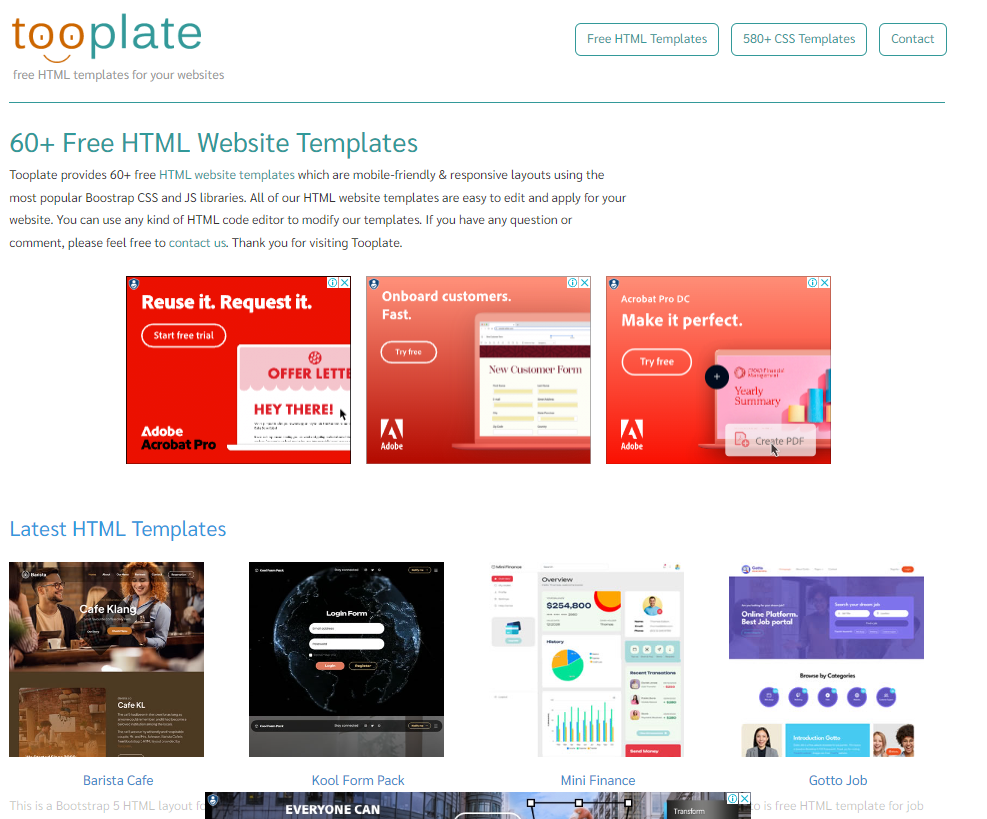 tooplate
free HTML templates for your websites
Free HTML Templates
580+ CSS Templates
Contact
60+ Free HTML Website Templates
Tooplate provides 60+ free HTML website templates which are mobile-friendly & responsive layouts using the
most popular Boostrap CSS and JS libraries. All of our HTML website templates are easy to edit and apply for your
website. You can use any kind of HTML code editor to modify our templates. If you have any question or
comment, please feel free to contact us. Thank you for visiting Tooplate.
Reuse it. Request it.
Start free trial
OFFER LETTE
HEY THERE!
Adobe
Acrobat Pro
Onboard customers.
Fast.
Try free
New Customer Form
Adobe
Acrobat Pro DC
Make it perfect.
Try free
Yearly
Summary
Create PDF
Adobe
Latest HTML Templates
Barista
Cafe Klang
Cafe KL
Kool Form Pack
Login Form
Login
Register
Kool Form Pack
Mini Finance
Overview
$254,800
History
Recent Transactions
Send Money
Gotto
Online Platform.
Best Job portal
Search your dream job
Browse by Categories
Introduction Gotto
Barista Cafe
Kool Form Pack
Mini Finance
Gotto Job
This is a Bootstrap 5 HTML layout fo
o is free HTML template for job
EVERYONE CAN
Transform